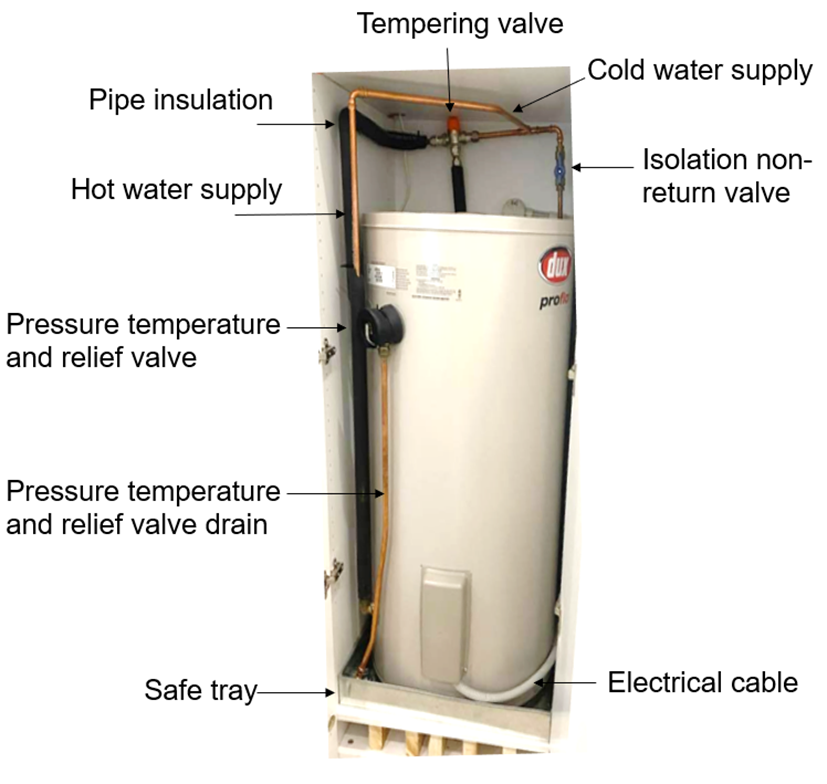 Tempering valve
Cold water supply
Pipe insulation
Isolation non-
return valve
Hot water supply
dux
proflo
Pressure temperature
and relief valve
Pressure temperature
and relief valve drain
Safe tray
Electrical cable